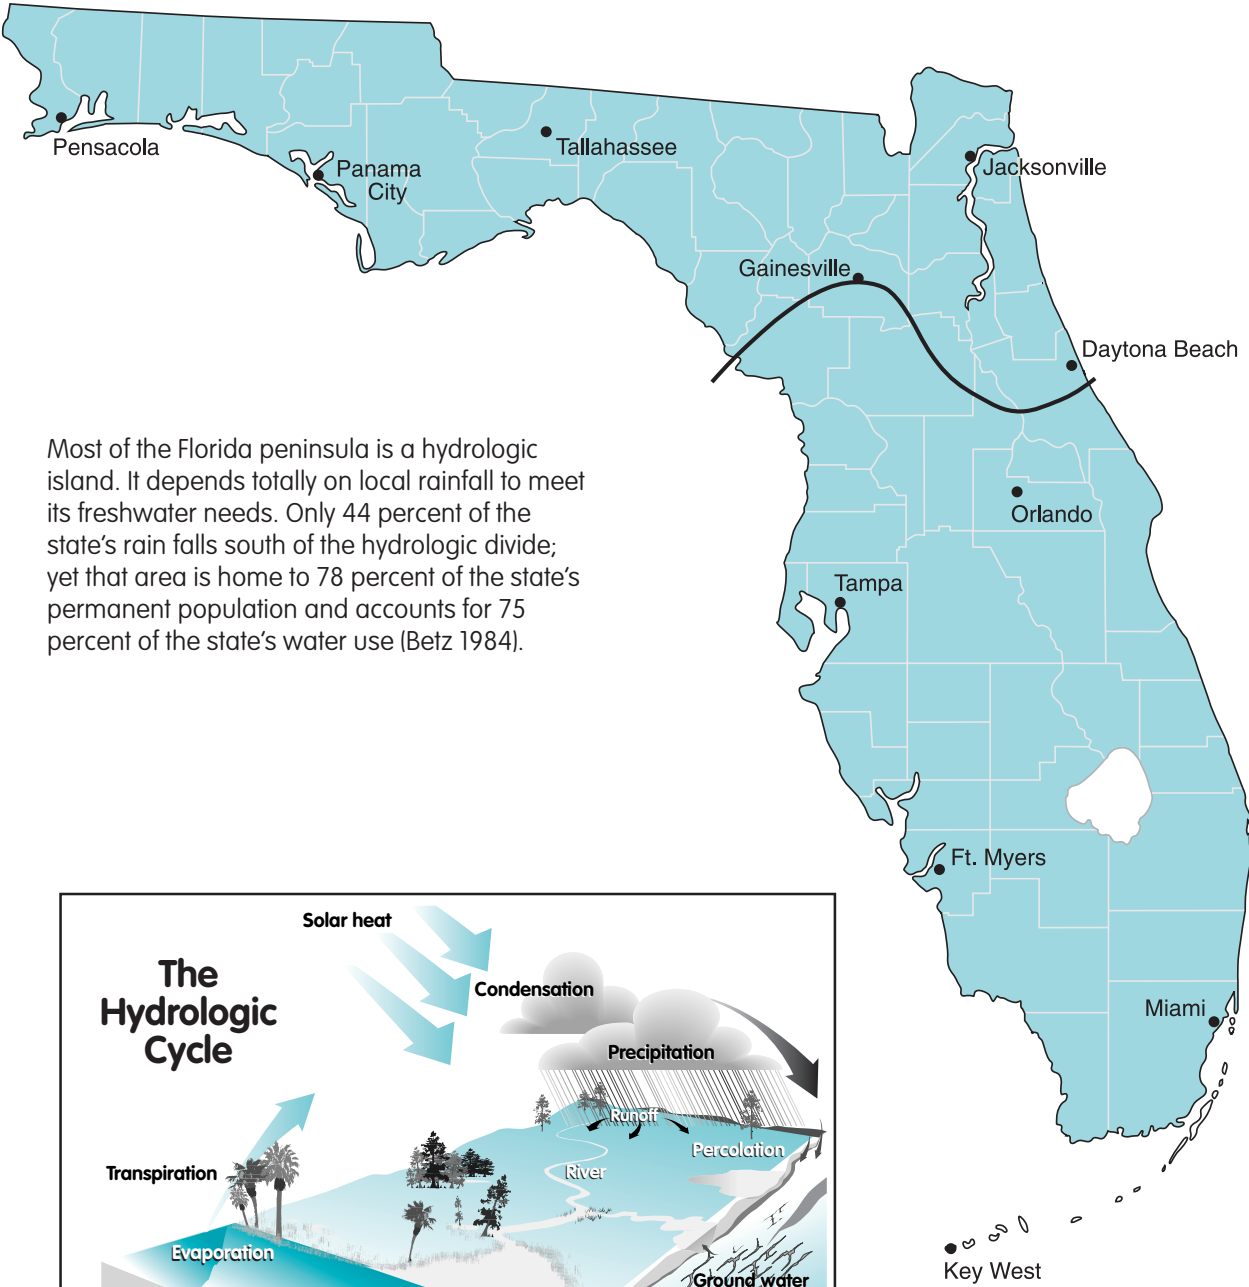 Pensacola
Panama
City
Tallahassee
Jacksonville
Gainesville
Daytona Beach
Most of the Florida peninsula is a hydrologic
island. It depends totally on local rainfall to meet
its freshwater needs. Only 44 percent of the
state's rain falls south of the hydrologic divide;
yet that area is home to 78 percent of the state's
permanent population and accounts for 75
percent of the state's water use (Betz 1984).
Orlando
Tampa
Ft. Myers
Miami
Key West
The
Hydrologic
Cycle
Solar heat
Condensation
Precipitation
Runoff
Percolation
River
Transpiration
Evaporation
Ground water